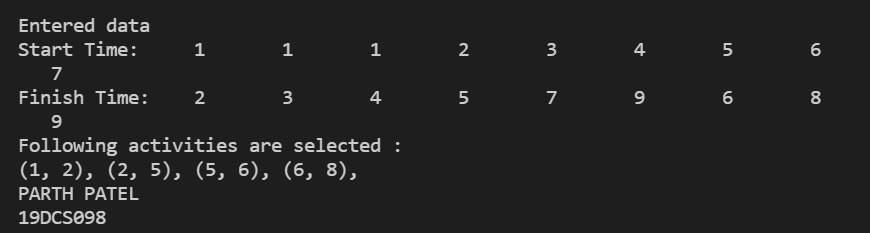 Entered data
Start Time:    1       1       1       2       3       4       5       6
   7
Finish Time:    2       3       4       5       7       9       6       8
   9
Following activities are selected :
(1, 2), (2, 5), (5, 6), (6, 8),
PARTH PATEL
19DCS098